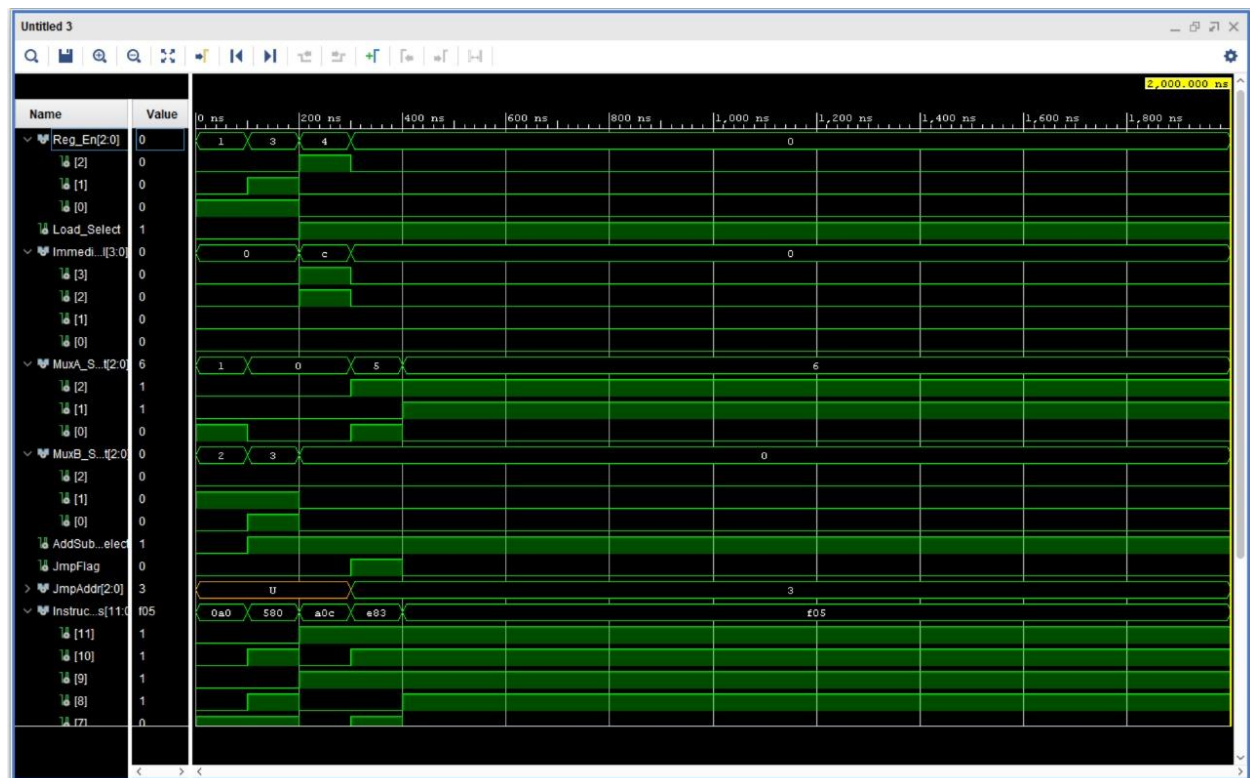 Untitled 3
2,000.000 ns
Name Value 0 ns 200 ns 400 ns 600 ns 800 ns 1,000 ns 1,200 ns 1,400 ns 1,600 ns 1,800 ns
Reg_En[2:0] 0 1 3 4 0
[2] 0
[1] 0
[0] 0
Load_Select 1
Immedi...l[3:0] 0 0 c 0
[3] 0
[2] 0
[1] 0
[0] 0
MuxA_S...t[2:0] 6 1 0 5 6
[2] 1
[1] 1
[0] 0
MuxB_S...t[2:0] 0 2 3 0
[2] 0
[1] 0
[0] 0
AddSub...elect 1
JmpFlag 0
JmpAddr[2:0] 3 U 3
Instruc...s[11:0 f05 0a0 580 a0c e83 f05
[11] 1
[10] 1
[9] 1
[8] 1
[7] 0